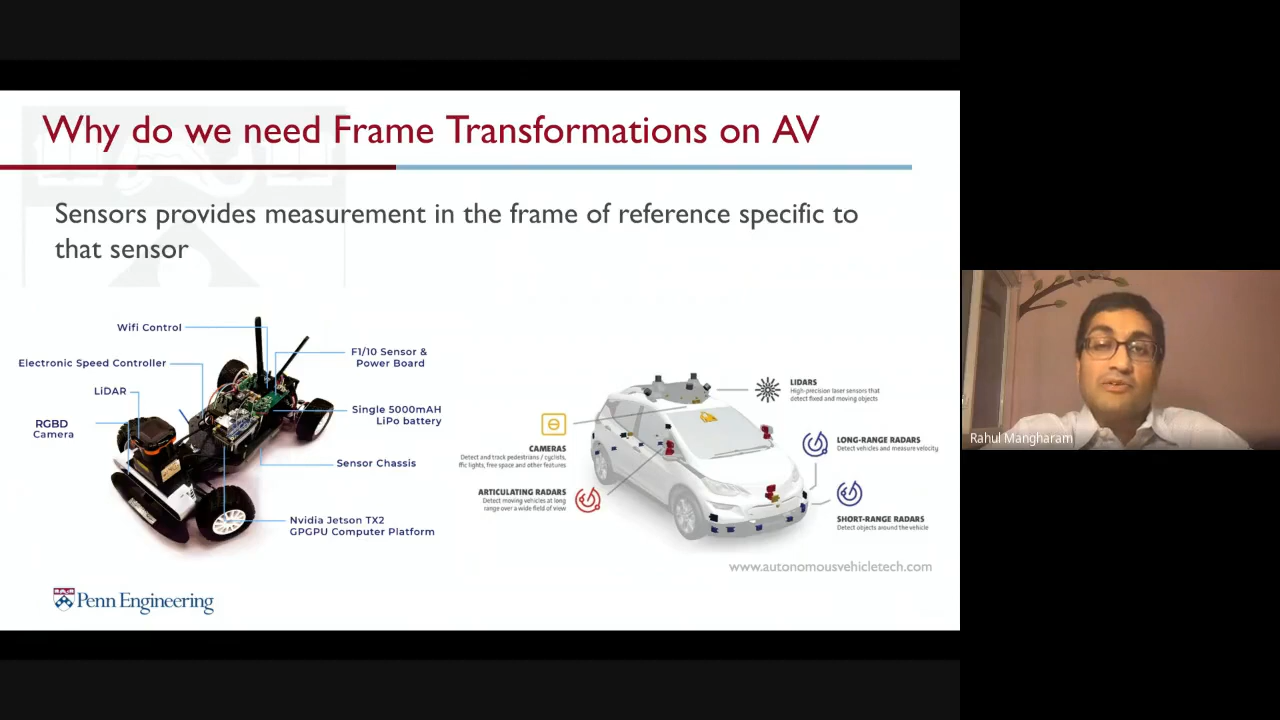 Why do we need Frame Transformations on AV
Sensors provides measurement in the frame of reference specific to
that sensor
Wifi Control
Electronic Speed Controller
LiDAR
RGBD
Camera
F1/10 Sensor &
Power Board
Single 5000mAH
LiPo battery
Sensor Chassis
Nvidia Jetson TX2
GPGPU Computer Platform
LIDARS
High-precision laser sensors that
detect fixed and moving objects
CAMERAS
Detect and track pedestrians / cyclists,
ffic lights, free space and other features
ARTICULATING RADARS
Detect moving vehicles at long
range over a wide field of view
LONG-RANGE RADARS
Detect vehicles and measure velocity
SHORT-RANGE RADARS
Detect objects around the vehicle
www.autonomousvehicletech.com
Penn Engineering
Rahul Mangharam